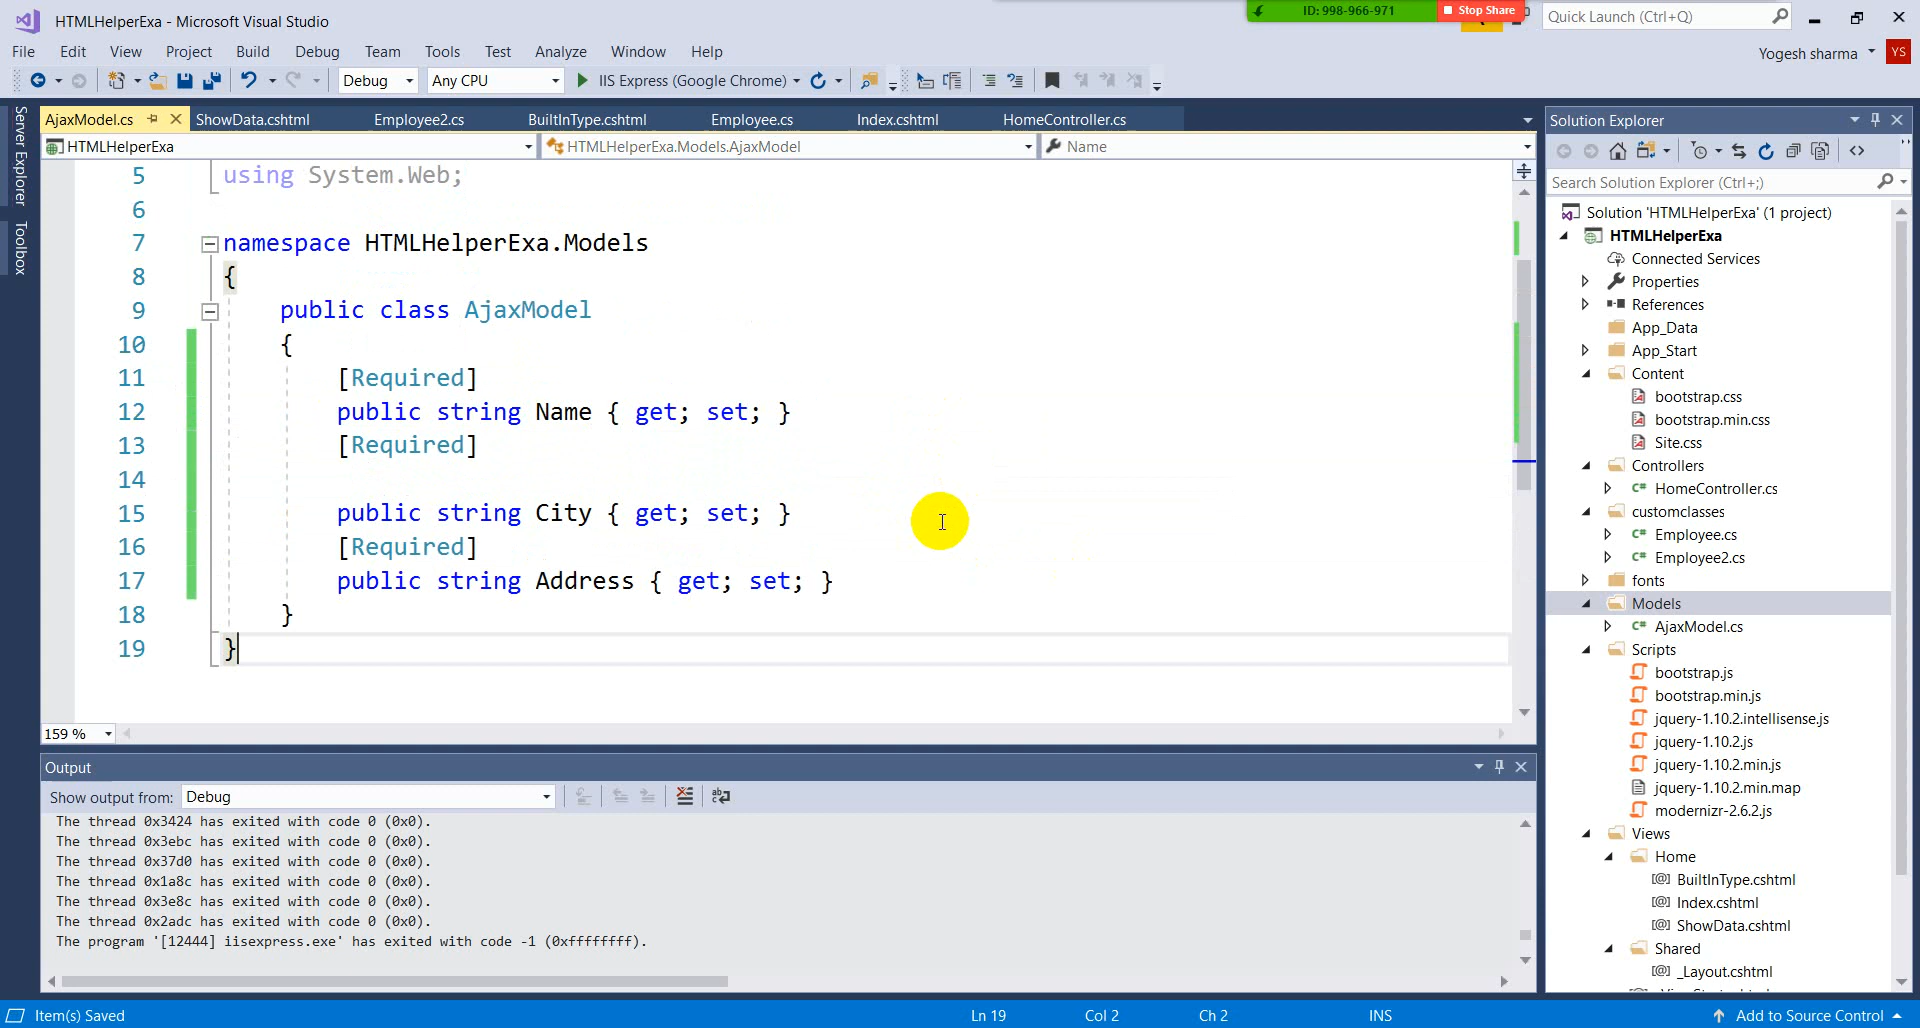 HTMLHelperExa - Microsoft Visual Studio
ID: 998-966-971
Stop Share
Quick Launch (Ctrl+Q)
File Edit View Project Build Debug Team Tools Test Analyze Window Help
Yogesh sharma
YS
Debug Any CPU IIS Express (Google Chrome)
Server Explorer
Toolbox
AjaxModel.cs ShowData.cshtml Employee2.cs BuiltInType.cshtml Employee.cs Index.cshtml HomeController.cs
HTMLHelperExa HTMLHelperExa.Models.AjaxModel Name
5 using System.Web;
6
7 namespace HTMLHelperExa.Models
8 {
9 public class AjaxModel
10 {
11 [Required]
12 public string Name { get; set; }
13 [Required]
14
15 public string City { get; set; }
16 [Required]
17 public string Address { get; set; }
18 }
19 }
159 %
Output
Show output from: Debug
The thread 0x3424 has exited with code 0 (0x0).
The thread 0x3ebc has exited with code 0 (0x0).
The thread 0x37d0 has exited with code 0 (0x0).
The thread 0x1a8c has exited with code 0 (0x0).
The thread 0x3e8c has exited with code 0 (0x0).
The thread 0x2adc has exited with code 0 (0x0).
The program '[12444] iisexpress.exe' has exited with code -1 (0xffffffff).
Solution Explorer
Search Solution Explorer (Ctrl+;)
Solution 'HTMLHelperExa' (1 project)
HTMLHelperExa
Connected Services
Properties
References
App_Data
App_Start
Content
bootstrap.css
bootstrap.min.css
Site.css
Controllers
C# HomeController.cs
customclasses
C# Employee.cs
C# Employee2.cs
fonts
Models
C# AjaxModel.cs
Scripts
bootstrap.js
bootstrap.min.js
jquery-1.10.2.intellisense.js
jquery-1.10.2.js
jquery-1.10.2.min.js
jquery-1.10.2.min.map
modernizr-2.6.2.js
Views
Home
[@] BuiltInType.cshtml
[@] Index.cshtml
[@] ShowData.cshtml
Shared
[@] _Layout.cshtml
Item(s) Saved Ln 19 Col 2 Ch 2 INS Add to Source Control